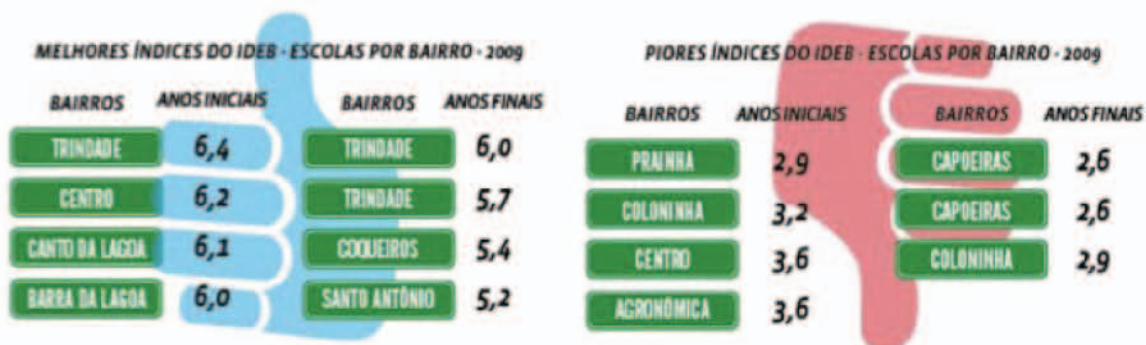 MELHORES ÍNDICES DO IDEB - ESCOLAS POR BAIRRO - 2009
BAIRROS ANOS INICIAIS BAIRROS ANOS FINAIS
TRINDADE 6,4 TRINDADE 6,0
CENTRO 6,2 TRINDADE 5,7
CANTO DA LAGOA 6,1 COQUEIROS 5,4
BARRA DA LAGOA 6,0 SANTO ANTÔNIO 5,2
PIORES ÍNDICES DO IDEB - ESCOLAS POR BAIRRO - 2009
BAIRROS ANOS INICIAIS BAIRROS ANOS FINAIS
PRAINHA 2,9 CAPOEIRAS 2,6
COLONINHA 3,2 CAPOEIRAS 2,6
CENTRO 3,6 COLONINHA 2,9
AGRONÔMICA 3,6